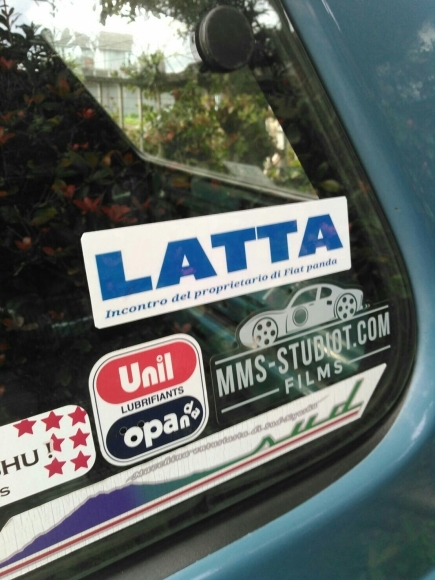 LATTA
Incontro del proprietario di Fiat panda
MMS-STUDIOT.COM
FILMS
Unil
LUBRIFIANTS
opanda
HU!
s